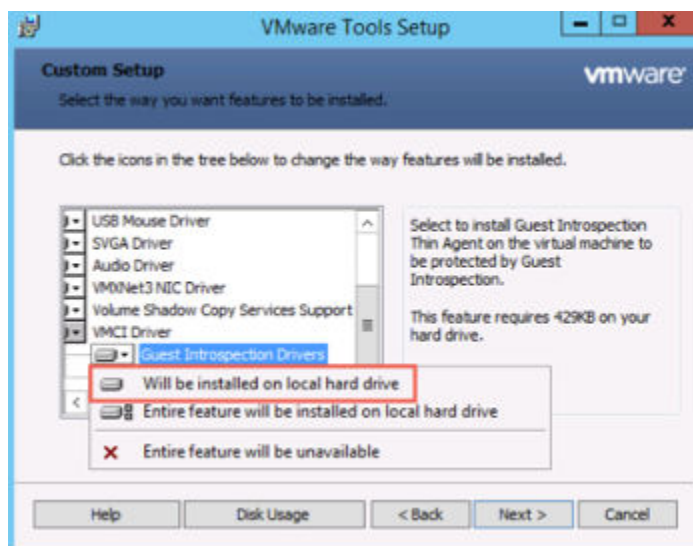 VMware Tools Setup
Custom Setup
Select the way you want features to be installed.
vmware
Click the icons in the tree below to change the way features will be installed.
USB Mouse Driver
SVGA Driver
Audio Driver
VMXNet3 NIC Driver
Volume Shadow Copy Services Support
VMCI Driver
Guest Introspection Drivers
Select to install Guest Introspection
Thin Agent on the virtual machine to
be protected by Guest
Introspection.
This feature requires 429KB on your
hard drive.
Will be installed on local hard drive
Entire feature will be installed on local hard drive
Entire feature will be unavailable
Help
Disk Usage
< Back
Next >
Cancel